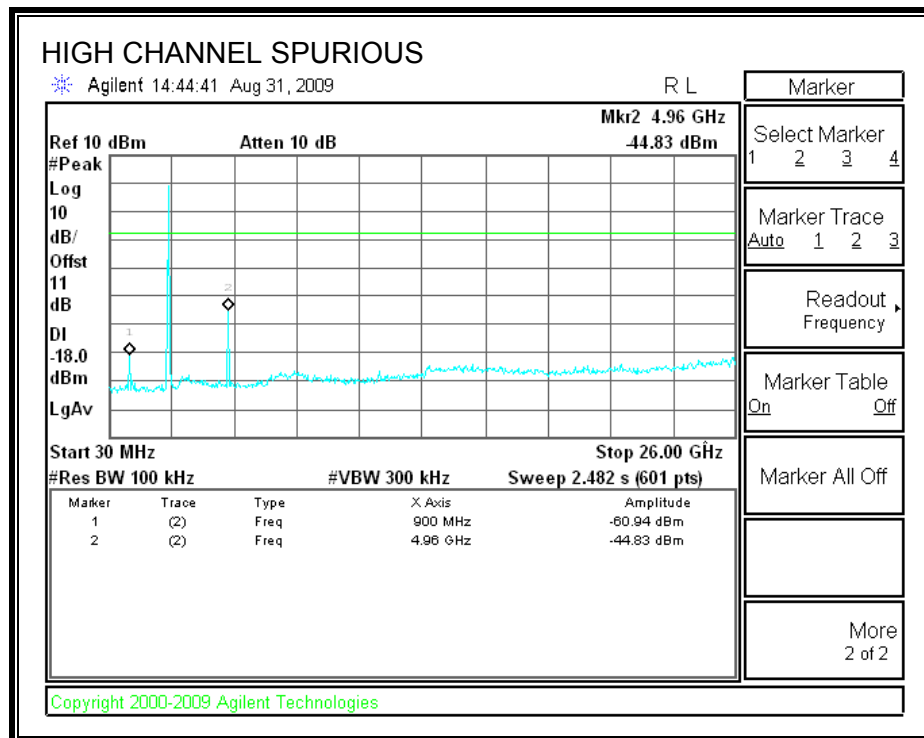 HIGH CHANNEL SPURIOUS
Agilent 14:44:41 Aug 31, 2009 R L
Mkr2 4.96 GHz
Ref 10 dBm Atten 10 dB -44.83 dBm
#Peak
Log
10
dB/
Offst
11
dB
DI
-18.0
dBm
LgAv
1
2
Start 30 MHz Stop 26.00 GĤz
#Res BW 100 kHz #VBW 300 kHz Sweep 2.482 s (601 pts)
Marker Trace Type X Axis Amplitude
1 (2) Freq 900 MHz -60.94 dBm
2 (2) Freq 4.96 GHz -44.83 dBm
Copyright 2000-2009 Agilent Technologies
Marker
Select Marker
1 2 3 4
Marker Trace
Auto 1 2 3
Readout
Frequency
Marker Table
On Off
Marker All Off
More
2 of 2